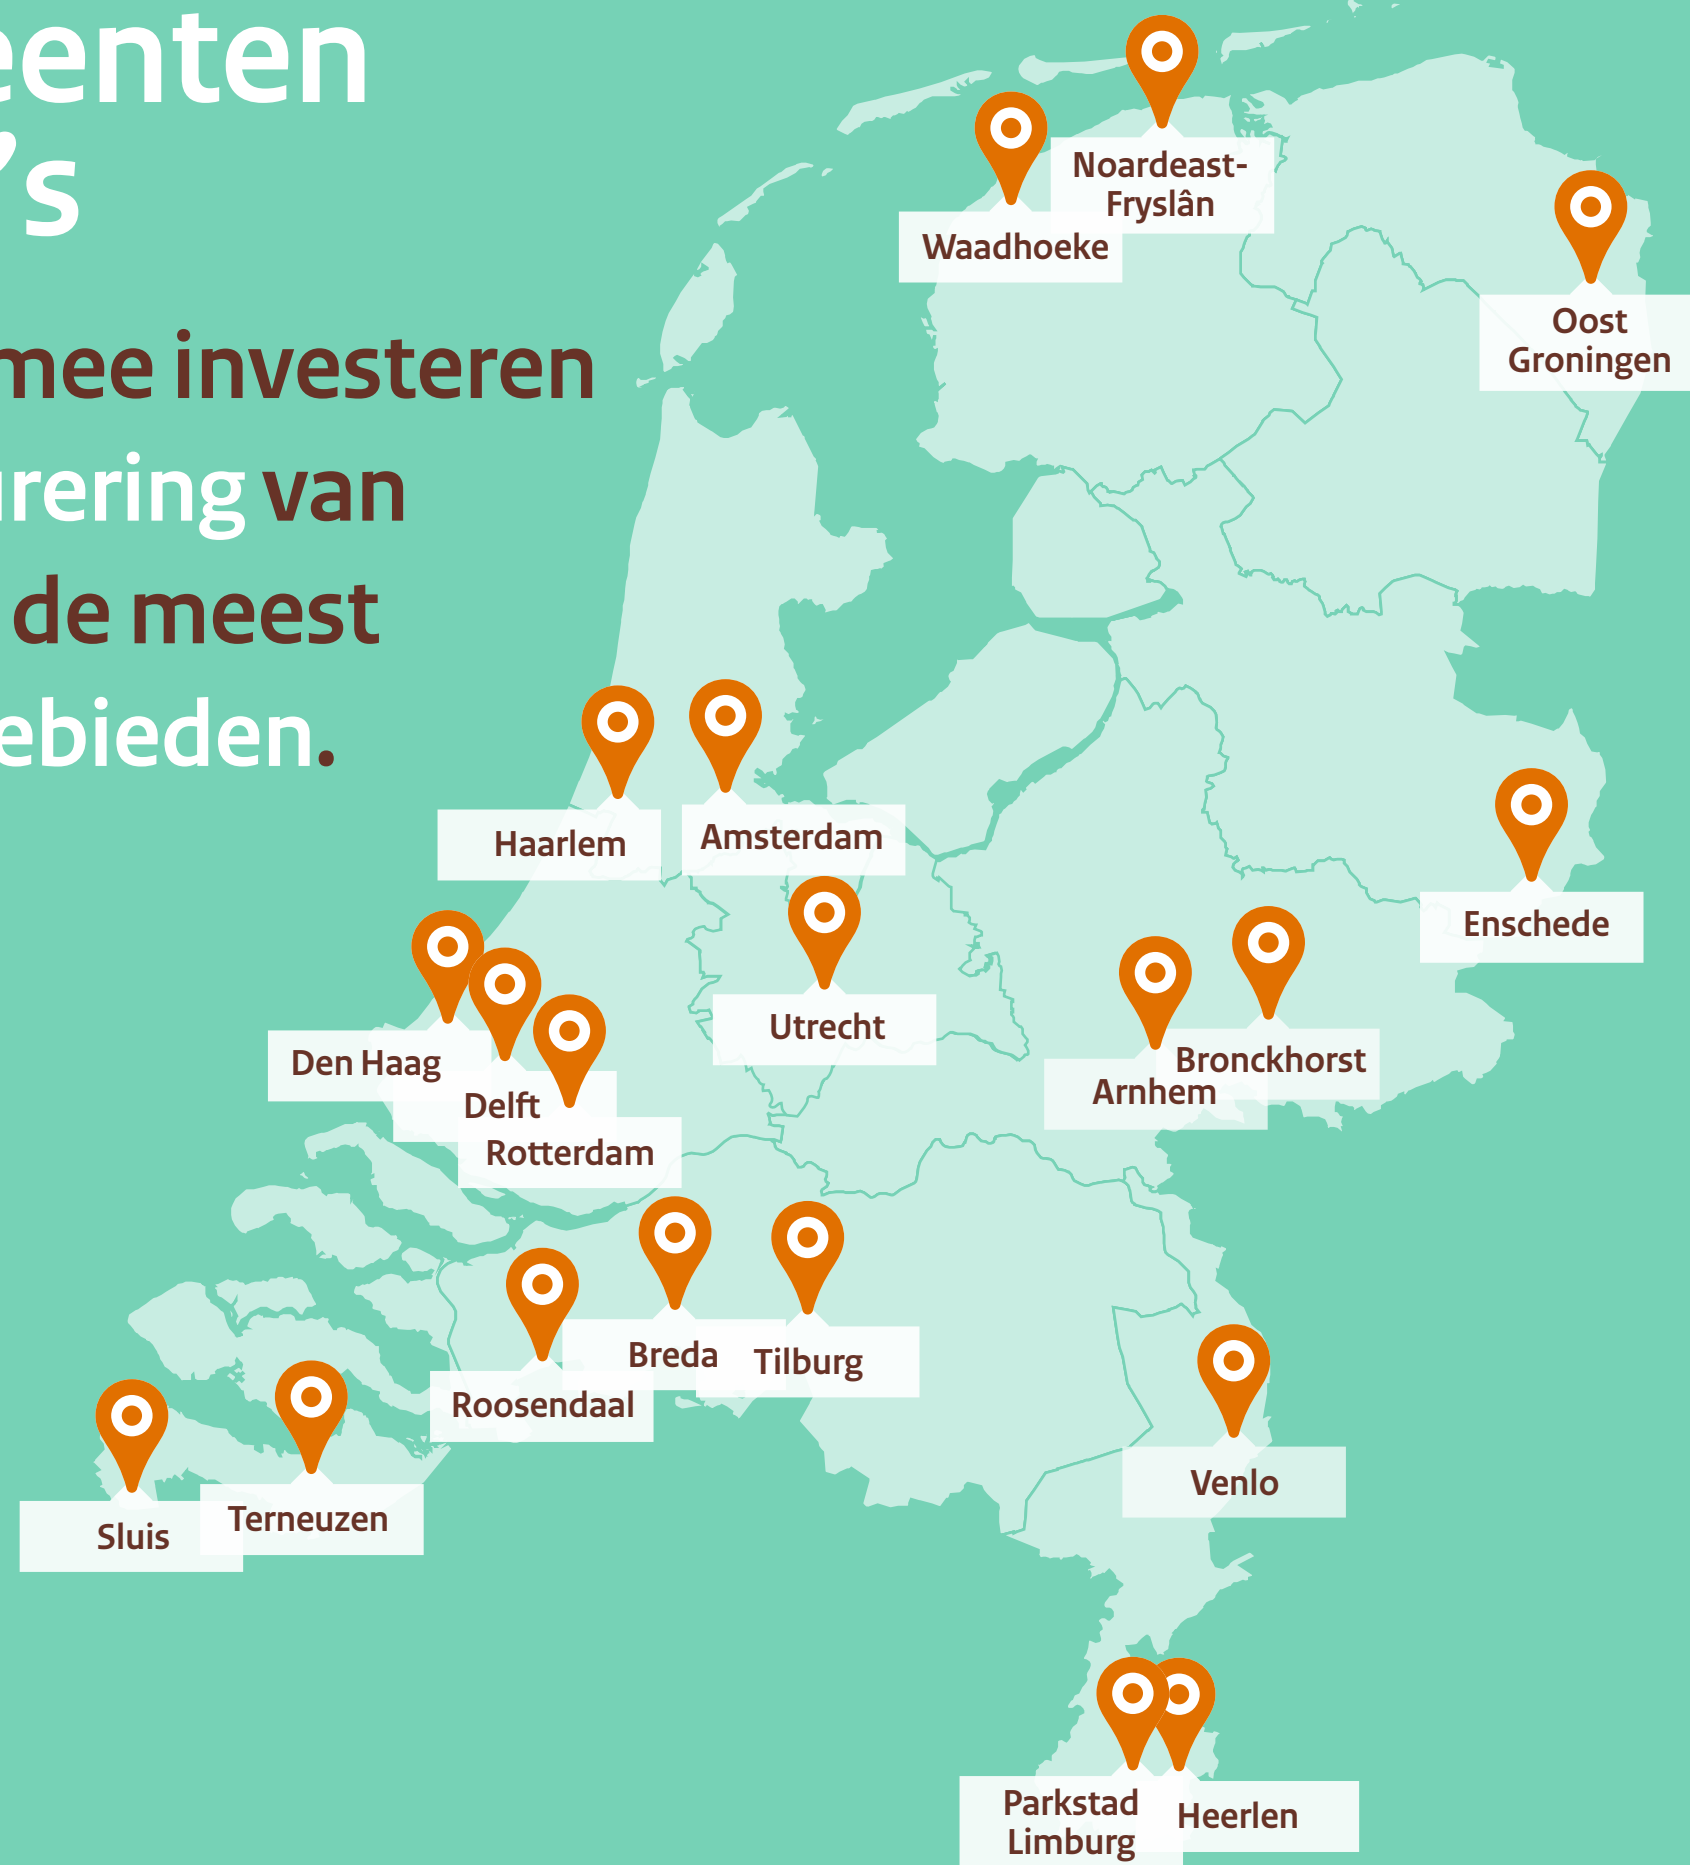 eenten
's
mee investeren
rering van
de meest
ebieden.
Noardeast-
Fryslân
Waadhoeke
Oost
Groningen
Haarlem
Amsterdam
Enschede
Utrecht
Den Haag
Bronckhorst
Arnhem
Delft
Rotterdam
Breda
Tilburg
Roosendaal
Venlo
Terneuzen
Sluis
Parkstad
Limburg
Heerlen